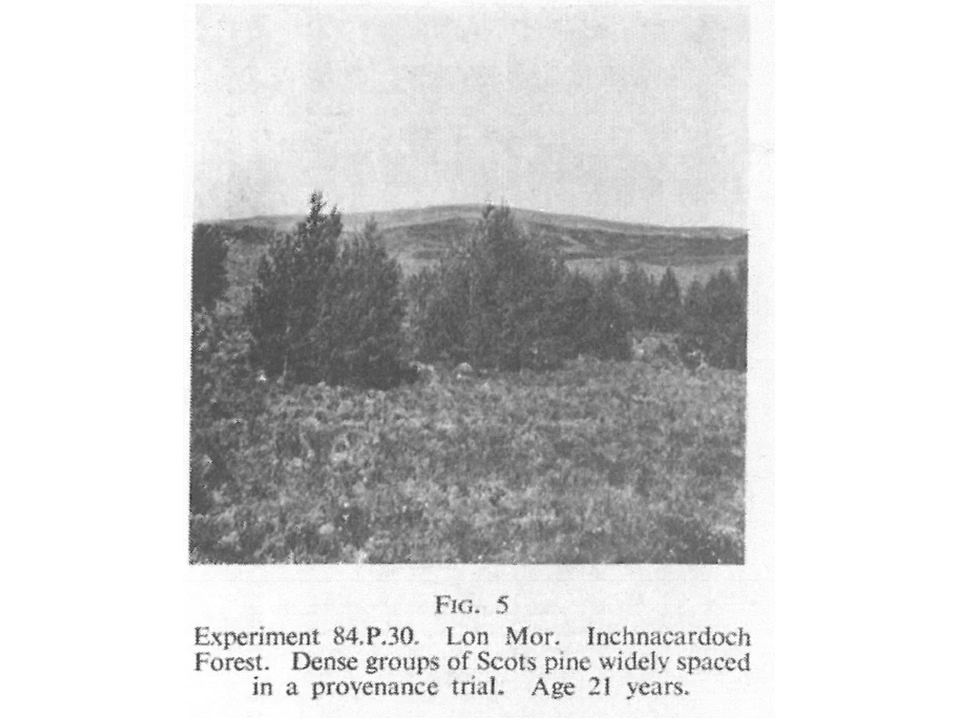 FIG. 5
Experiment 84.P.30. Lon Mor. Inchnacardoch
Forest. Dense groups of Scots pine widely spaced
in a provenance trial. Age 21 years.